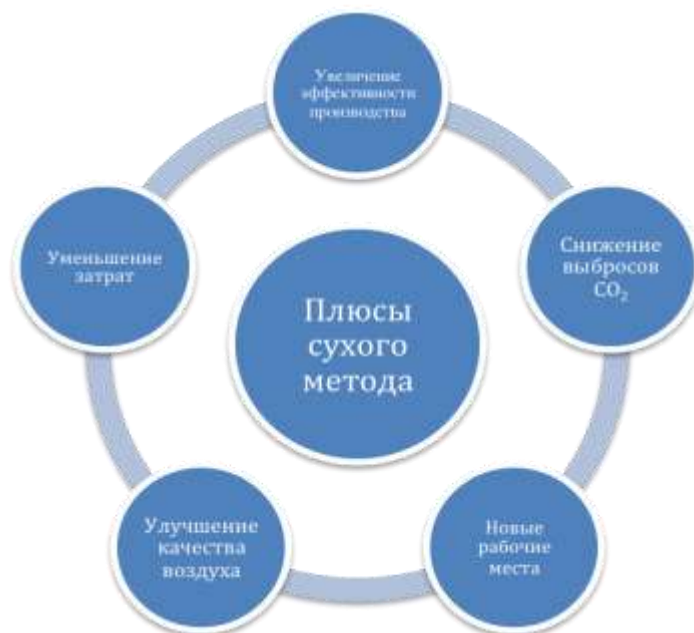 Увеличение
эффективности
производства
Снижение
выбросов
CO₂
Новые
рабочие
места
Улучшение
качества
воздуха
Уменьшение
затрат
Плюсы
сухого
метода